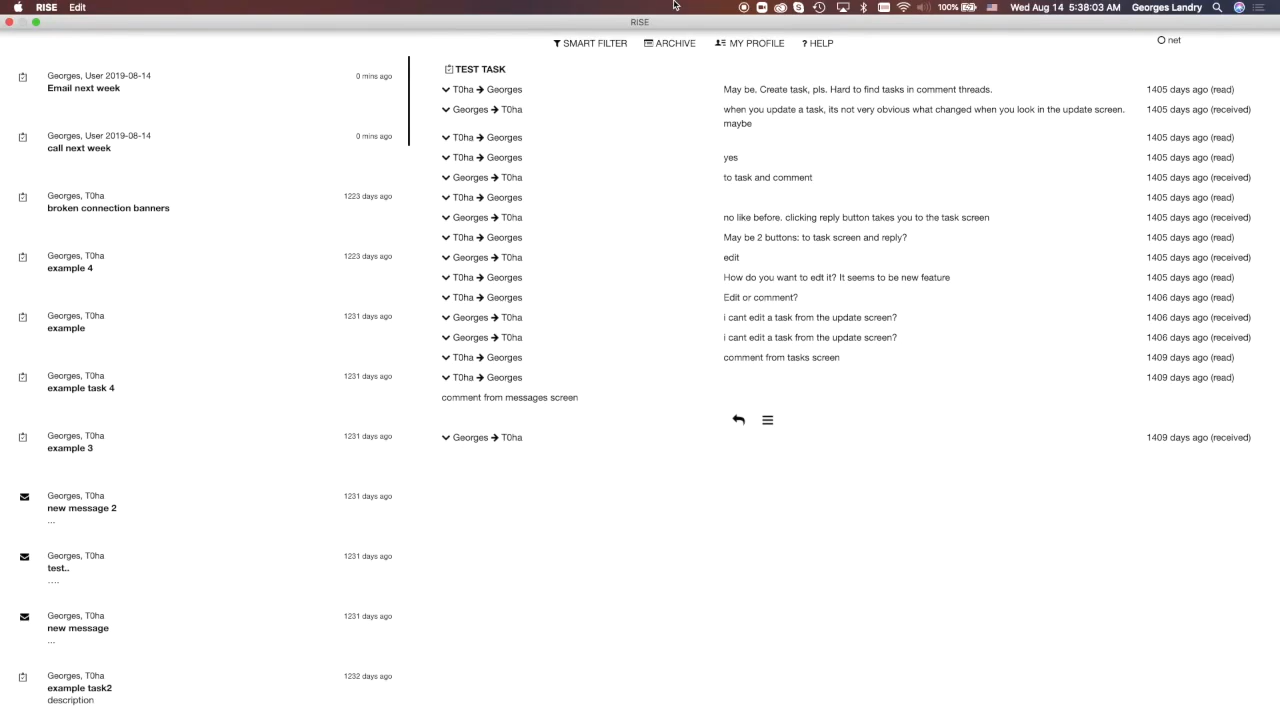 RISE Edit 100% Wed Aug 14 5:38:03 AM Georges Landry
RISE
SMART FILTER ARCHIVE MY PROFILE ? HELP net
Georges, User 2019-08-14 0 mins ago
Email next week
Georges, User 2019-08-14 0 mins ago
call next week
Georges, T0ha 1223 days ago
broken connection banners
Georges, T0ha 1223 days ago
example 4
Georges, T0ha 1231 days ago
example
Georges, T0ha 1231 days ago
example task 4
Georges, T0ha 1231 days ago
example 3
Georges, T0ha 1231 days ago
new message 2
...
Georges, T0ha 1231 days ago
test..
....
Georges, T0ha 1231 days ago
new message
...
Georges, T0ha 1232 days ago
example task2
description
TEST TASK
T0ha → Georges May be. Create task, pls. Hard to find tasks in comment threads. 1405 days ago (read)
Georges → T0ha when you update a task, its not very obvious what changed when you look in the update screen. 1405 days ago (received)
maybe
T0ha → Georges 1405 days ago (read)
T0ha → Georges yes 1405 days ago (read)
Georges → T0ha to task and comment 1405 days ago (received)
T0ha → Georges 1405 days ago (read)
Georges → T0ha no like before. clicking reply button takes you to the task screen 1405 days ago (received)
T0ha → Georges May be 2 buttons: to task screen and reply? 1405 days ago (read)
Georges → T0ha edit 1405 days ago (received)
T0ha → Georges How do you want to edt it? It seems to be new feature 1405 days ago (read)
T0ha → Georges Edit or comment? 1406 days ago (read)
Georges → T0ha i cant edit a task from the update screen? 1406 days ago (received)
Georges → T0ha i cant edit a task from the update screen? 1406 days ago (received)
T0ha → Georges comment from tasks screen 1409 days ago (read)
T0ha → Georges 1409 days ago (read)
comment from messages screen
Georges → T0ha 1409 days ago (received)